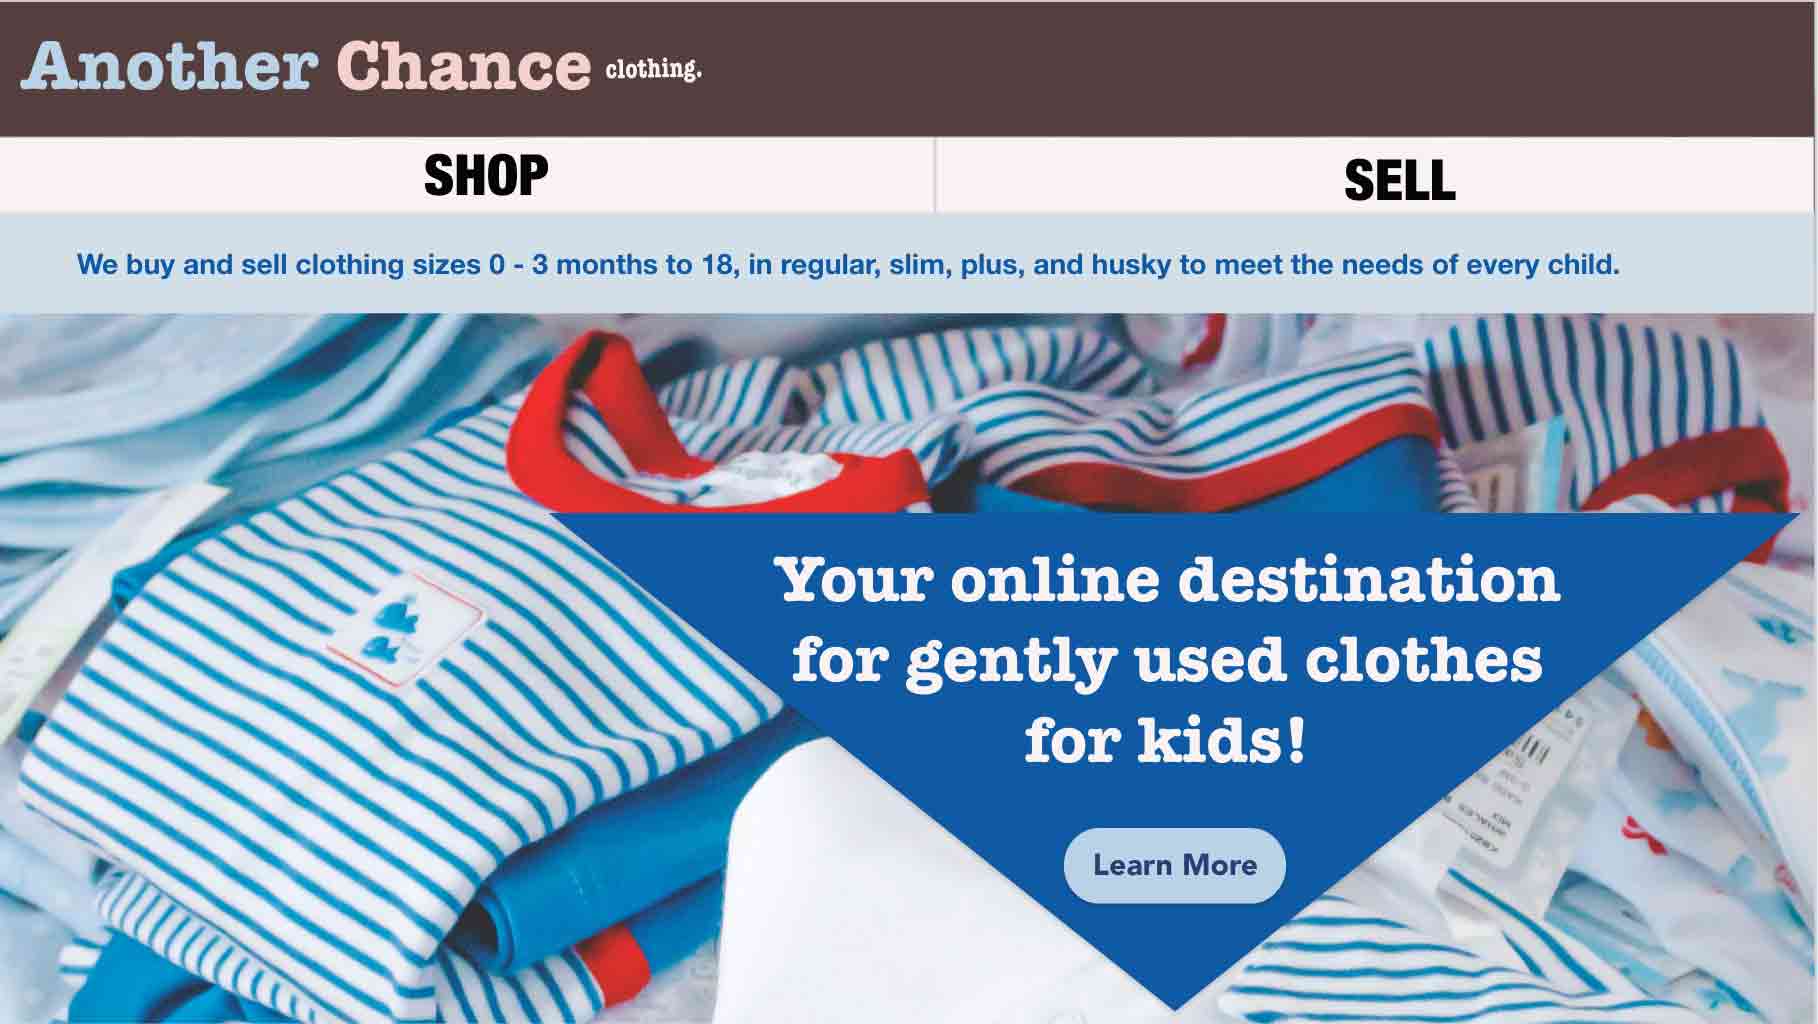 Another Chance clothing.
SHOP
SELL
We buy and sell clothing sizes 0 - 3 months to 18, in regular, slim, plus, and husky to meet the needs of every child.
Your online destination
for gently used clothes
for kids!
Learn More